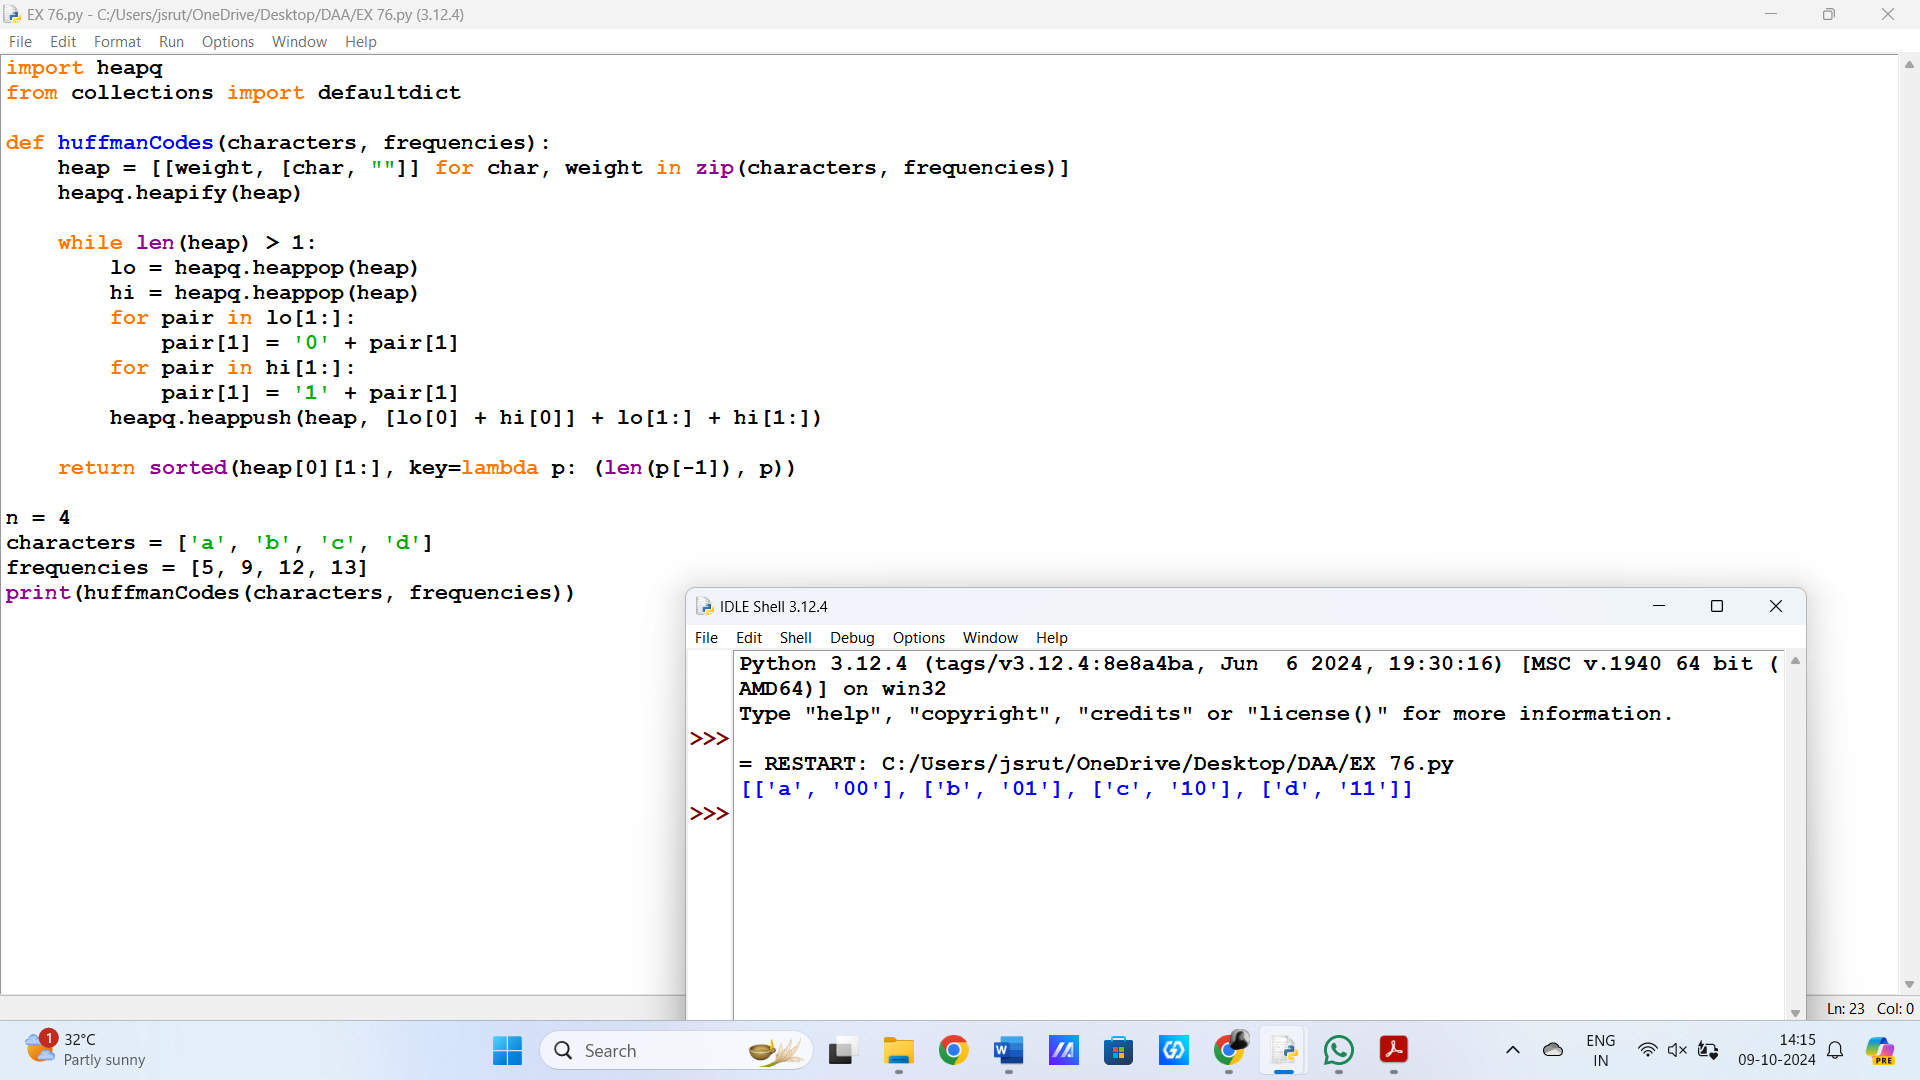 EX 76.py - C:/Users/jsrut/OneDrive/Desktop/DAA/EX 76.py (3.12.4)
File Edit Format Run Options Window Help
import heapq
from collections import defaultdict

def huffmanCodes(characters, frequencies):
    heap = [[weight, [char, ""]] for char, weight in zip(characters, frequencies)]
    heapq.heapify(heap)

    while len(heap) > 1:
        lo = heapq.heappop(heap)
        hi = heapq.heappop(heap)
        for pair in lo[1:]:
            pair[1] = '0' + pair[1]
        for pair in hi[1:]:
            pair[1] = '1' + pair[1]
        heapq.heappush(heap, [lo[0] + hi[0]] + lo[1:] + hi[1:])

    return sorted(heap[0][1:], key=lambda p: (len(p[-1]), p))

n = 4
characters = ['a', 'b', 'c', 'd']
frequencies = [5, 9, 12, 13]
print(huffmanCodes(characters, frequencies))
IDLE Shell 3.12.4
File Edit Shell Debug Options Window Help
Python 3.12.4 (tags/v3.12.4:8e8a4ba, Jun  6 2024, 19:30:16) [MSC v.1940 64 bit (
AMD64)] on win32
Type "help", "copyright", "credits" or "license()" for more information.
>>>
= RESTART: C:/Users/jsrut/OneDrive/Desktop/DAA/EX 76.py
[['a', '00'], ['b', '01'], ['c', '10'], ['d', '11']]
>>>
Ln: 23 Col: 0
1
32°C
Partly sunny
Search
W
ENG
IN
14:15
09-10-2024
PRE